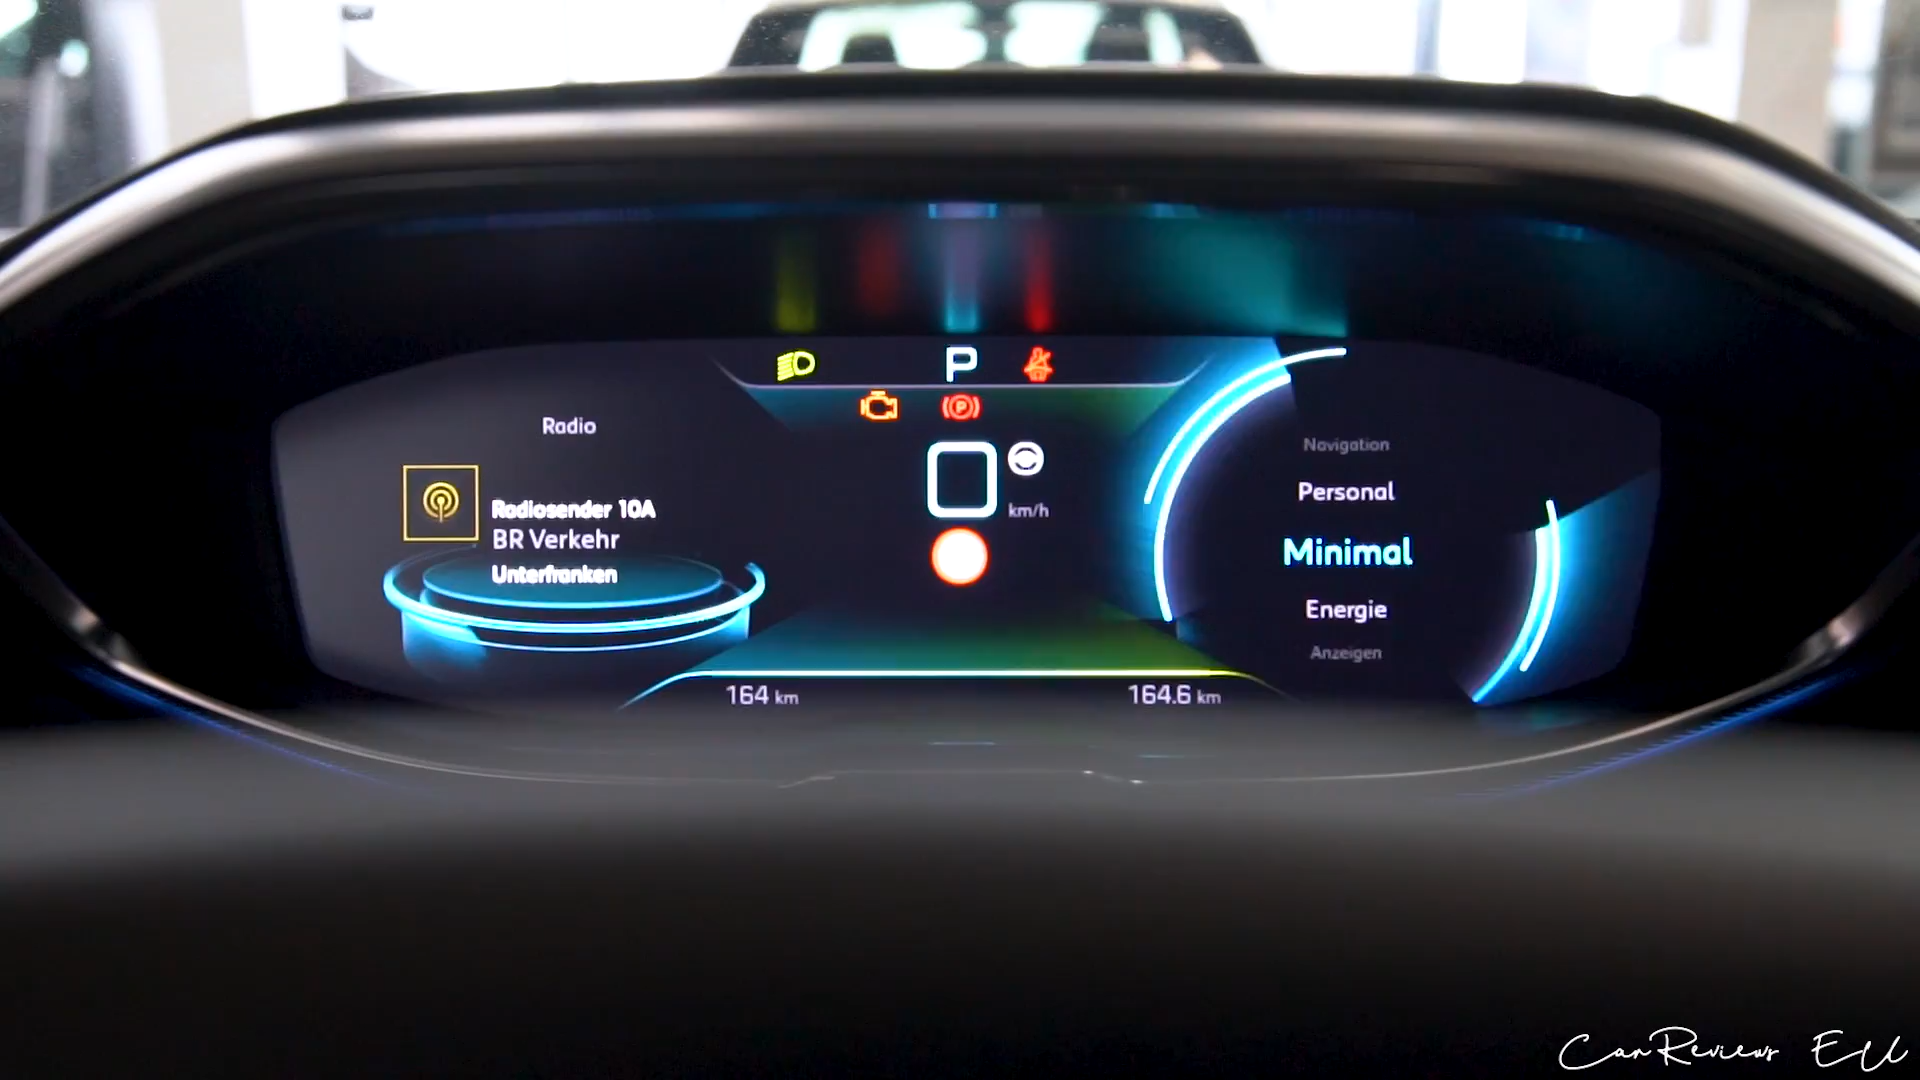 P
Radio
Radiosender 10A
BR Verkehr
Unterfranken
0
km/h
Navigation
Personal
Minimal
Energie
Anzeigen
164 km
164.6 km
CarReviews EU